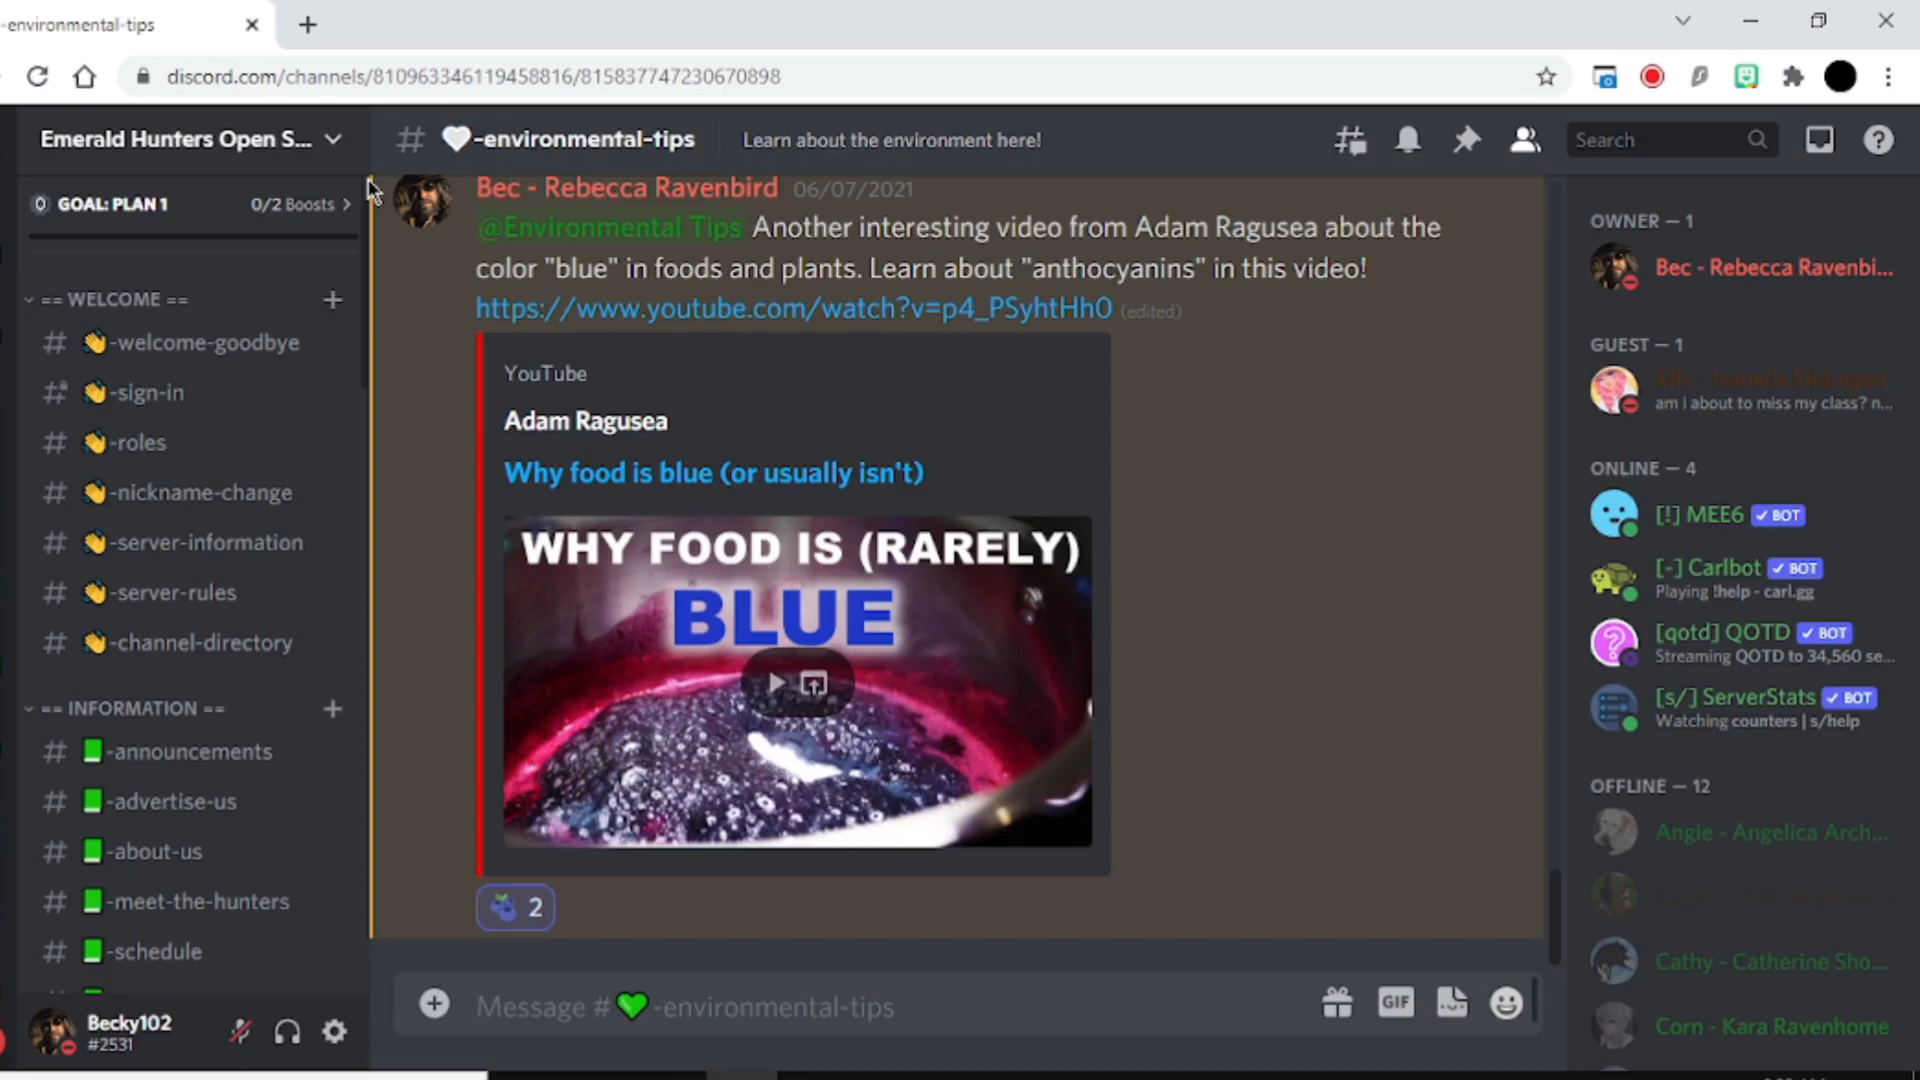 -environmental-tips
discord.com/channels/810963346119458816/815837747230670898
Emerald Hunters Open S...
-environmental-tips
Learn about the environment here!
Search
GOAL: PLAN 1
0/2 Boosts
== WELCOME ==
-welcome-goodbye
-sign-in
-roles
-nickname-change
-server-information
-server-rules
-channel-directory
== INFORMATION ==
-announcements
-advertise-us
-about-us
-meet-the-hunters
-schedule
Becky102
#2531
Bec - Rebecca Ravenbird 06/07/2021
@Environmental Tips Another interesting video from Adam Ragusea about the
color "blue" in foods and plants. Learn about "anthocyanins" in this video!
https://www.youtube.com/watch?v=p4_PSyhtHh0 (edited)
YouTube
Adam Ragusea
Why food is blue (or usually isn't)
WHY FOOD IS (RARELY)
BLUE
2
Message # -environmental-tips
GIF
OWNER — 1
Bec - Rebecca Ravenbi...
GUEST — 1
am i about to miss my class? n...
ONLINE — 4
[!] MEE6 ✓ BOT
[-] Carlbot ✓ BOT
Playing !help - carl.gg
[qotd] QOTD ✓ BOT
Streaming QOTD to 34,560 se...
[s/] ServerStats ✓ BOT
Watching counters | s/help
OFFLINE — 12
Angie - Angelica Arch...
Cathy - Catherine Sho...
Corn - Kara Ravenhome